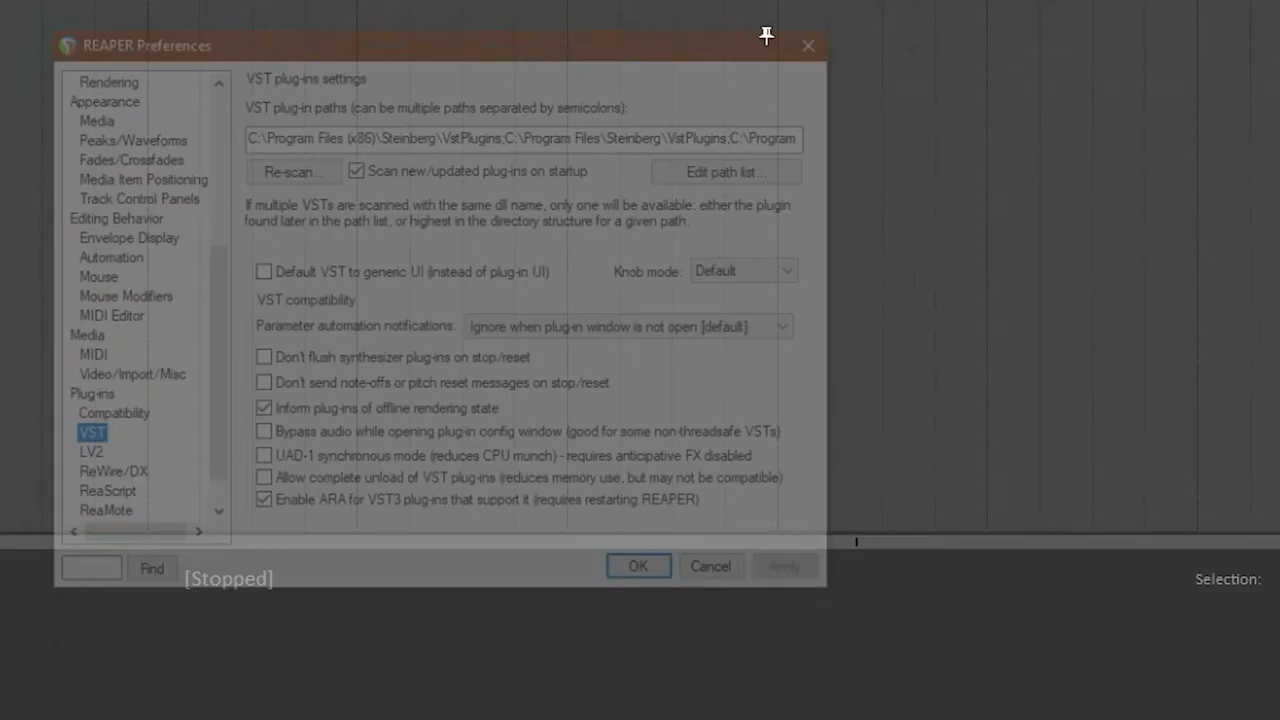 REAPER Preferences
Rendering
Appearance
Media
Peaks/Waveforms
Fades/Crossfades
Media Item Positioning
Track Control Panels
Editing Behavior
Envelope Display
Automation
Mouse
Mouse Modifiers
MIDI Editor
Media
MIDI
Video/Import/Misc
Plug-ins
Compatibility
VST
LV2
ReWire/DX
ReaScript
ReaMote
Find
VST plug-ins settings
VST plug-in paths (can be multiple paths separated by semicolons):
C:\Program Files (x86)\Steinberg\VstPlugins;C:\Program Files\Steinberg\VstPlugins;C:\Program
Re-scan... Scan new/updated plug-ins on startup Edit path list...
If multiple VSTs are scanned with the same dll name, only one will be available: either the plugin
found later in the path list, or highest in the directory structure for a given path.
Default VST to generic UI (instead of plug-in UI) Knob mode: Default
VST compatibility
Parameter automation notifications: Ignore when plug-in window is not open [default]
Don't flush synthesizer plug-ins on stop/reset
Don't send note-offs or pitch reset messages on stop/reset
Inform plug-ins of offline rendering state
Bypass audio while opening plug-in config window (good for some non-threadsafe VSTs)
UAD-1 synchronous mode (reduces CPU munch) - requires anticipative FX disabled
Allow complete unload of VST plug-ins (reduces memory use, but may not be compatible)
Enable ARA for VST3 plug-ins that support it (requires restarting REAPER)
OK Cancel Apply
[Stopped] Selection: